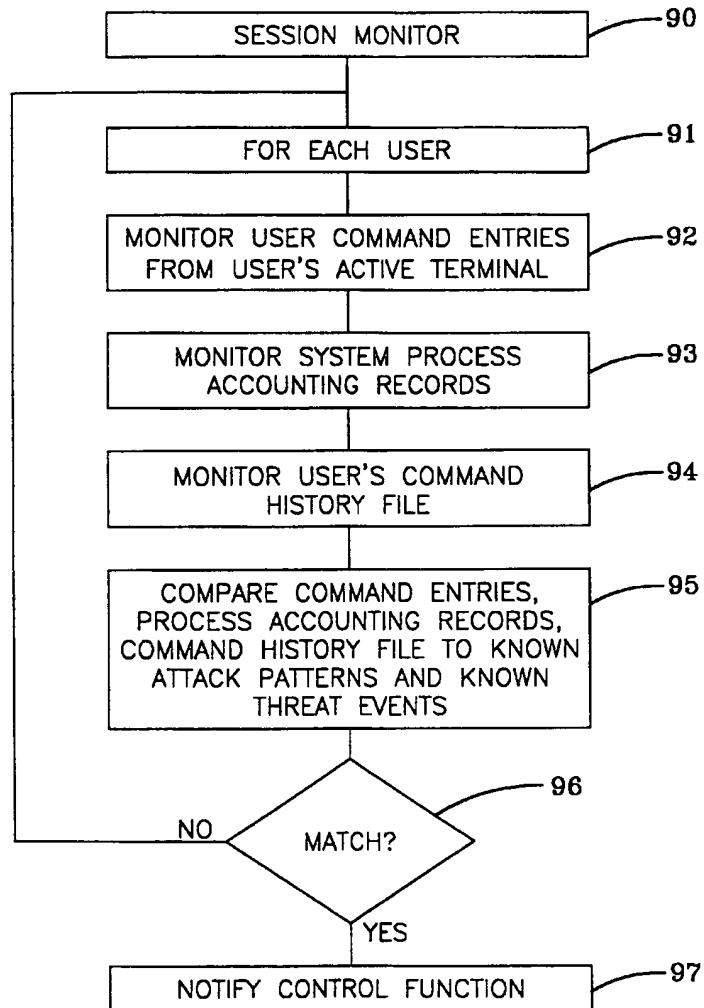 SESSION MONITOR
90
FOR EACH USER
91
MONITOR USER COMMAND ENTRIES
FROM USER'S ACTIVE TERMINAL
92
MONITOR SYSTEM PROCESS
ACCOUNTING RECORDS
93
MONITOR USER'S COMMAND
HISTORY FILE
94
COMPARE COMMAND ENTRIES,
PROCESS ACCOUNTING RECORDS,
COMMAND HISTORY FILE TO KNOWN
ATTACK PATTERNS AND KNOWN
THREAT EVENTS
95
96
NO
MATCH?
YES
NOTIFY CONTROL FUNCTION
97